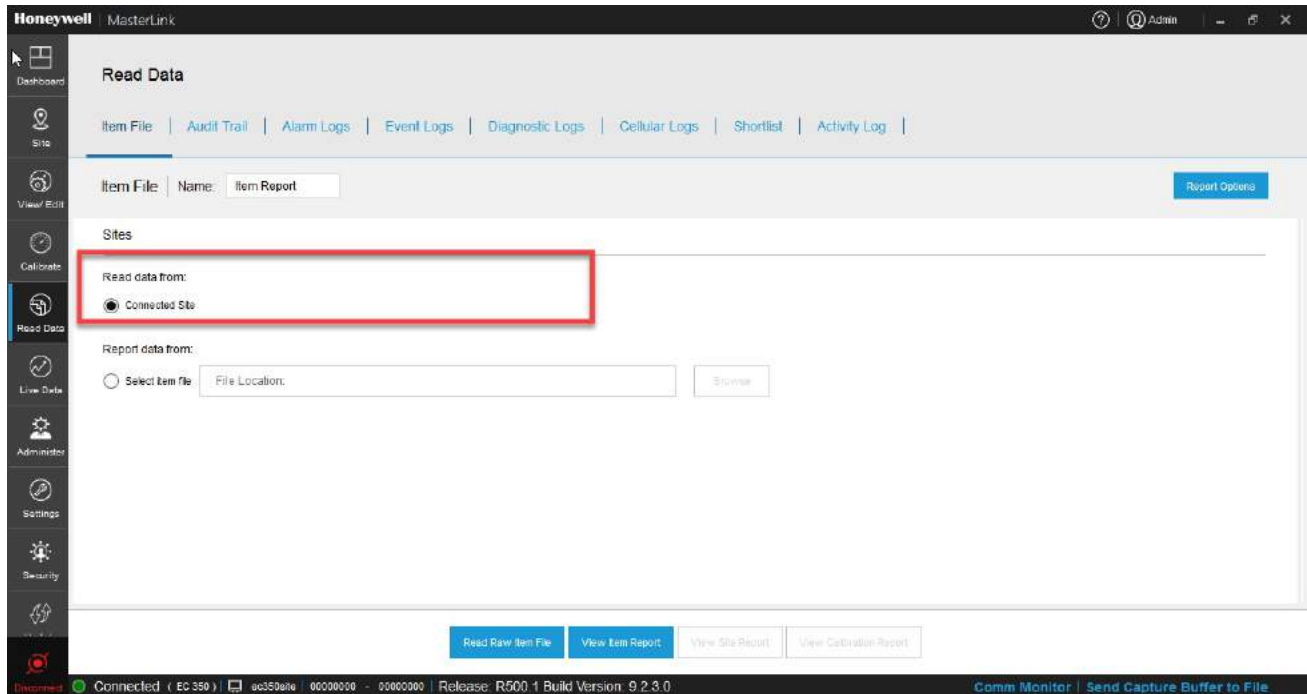 Honeywell | MasterLink
Admin
Dashboard
Site
View/ Edit
Calibrate
Read Data
Live Data
Administer
Settings
Security
Disconnect
Read Data
Item File | Audit Trail | Alarm Logs | Event Logs | Diagnostic Logs | Cellular Logs | Shortlist | Activity Log |
Item File | Name: Item Report
Report Options
Sites
Read data from:
Connected Site
Report data from:
Select item file File Location: Browse
Read Raw Item File View Item Report View Site Report View Calibration Report
Connected ( EC 350 ) | ec350site | 00000000 - 00000000 | Release: R500.1 Build Version: 9.2.3.0
Comm Monitor | Send Capture Buffer to File